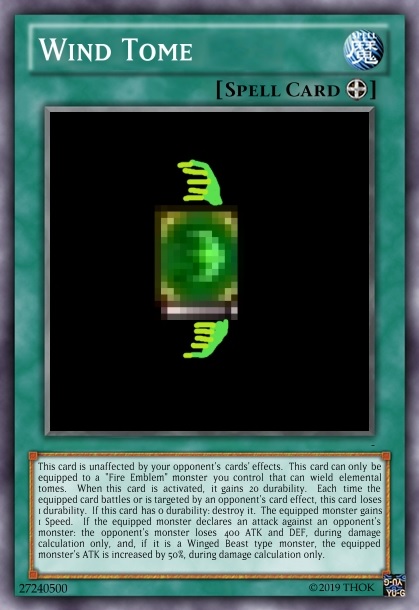 WIND TOME
魔
[SPELL CARD]
-
This card is unaffected by your opponent's cards' effects. This card can only be
equipped to a "Fire Emblem" monster you control that can wield elemental
tomes. When this card is activated, it gains 20 durability. Each time the
equipped card battles or is targeted by an opponent's card effect, this card loses
1 durability. If this card has 0 durability: destroy it. The equipped monster gains
1 Speed. If the equipped monster declares an attack against an opponent's
monster: the opponent's monster loses 400 ATK and DEF, during damage
calculation only, and, if it is a Winged Beast type monster, the equipped
monster's ATK is increased by 50%, during damage calculation only.
27240500 ©2019 THOK